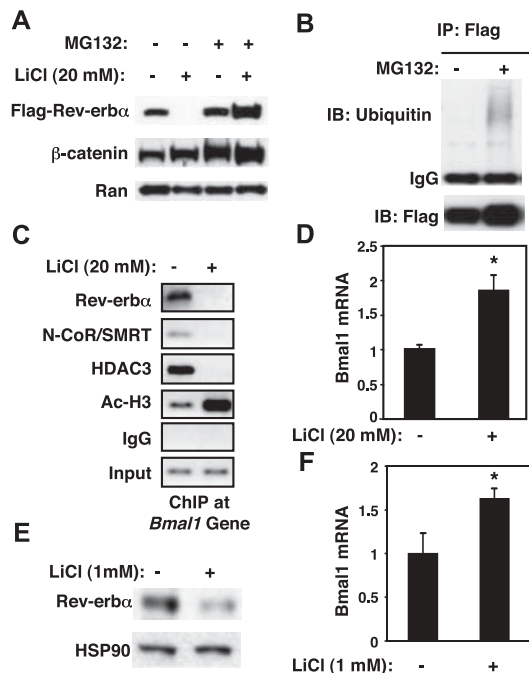 A
MG132: - - + +
LiCl (20 mM): - + - +
Flag-Rev-erbα
β-catenin
Ran
B
IP: Flag
MG132: - +
IB: Ubiquitin
IgG
IB: Flag
C
LiCl (20 mM): - +
Rev-erbα
N-CoR/SMRT
HDAC3
Ac-H3
IgG
Input
ChIP at
Bmal1 Gene
D
Bmal1 mRNA
2.5
2
1.5
1
0.5
0
*
LiCl (20 mM): - +
E
LiCl (1mM): - +
Rev-erbα
HSP90
F
Bmal1 mRNA
2
1.5
1
0.5
0
*
LiCl (1 mM): - +